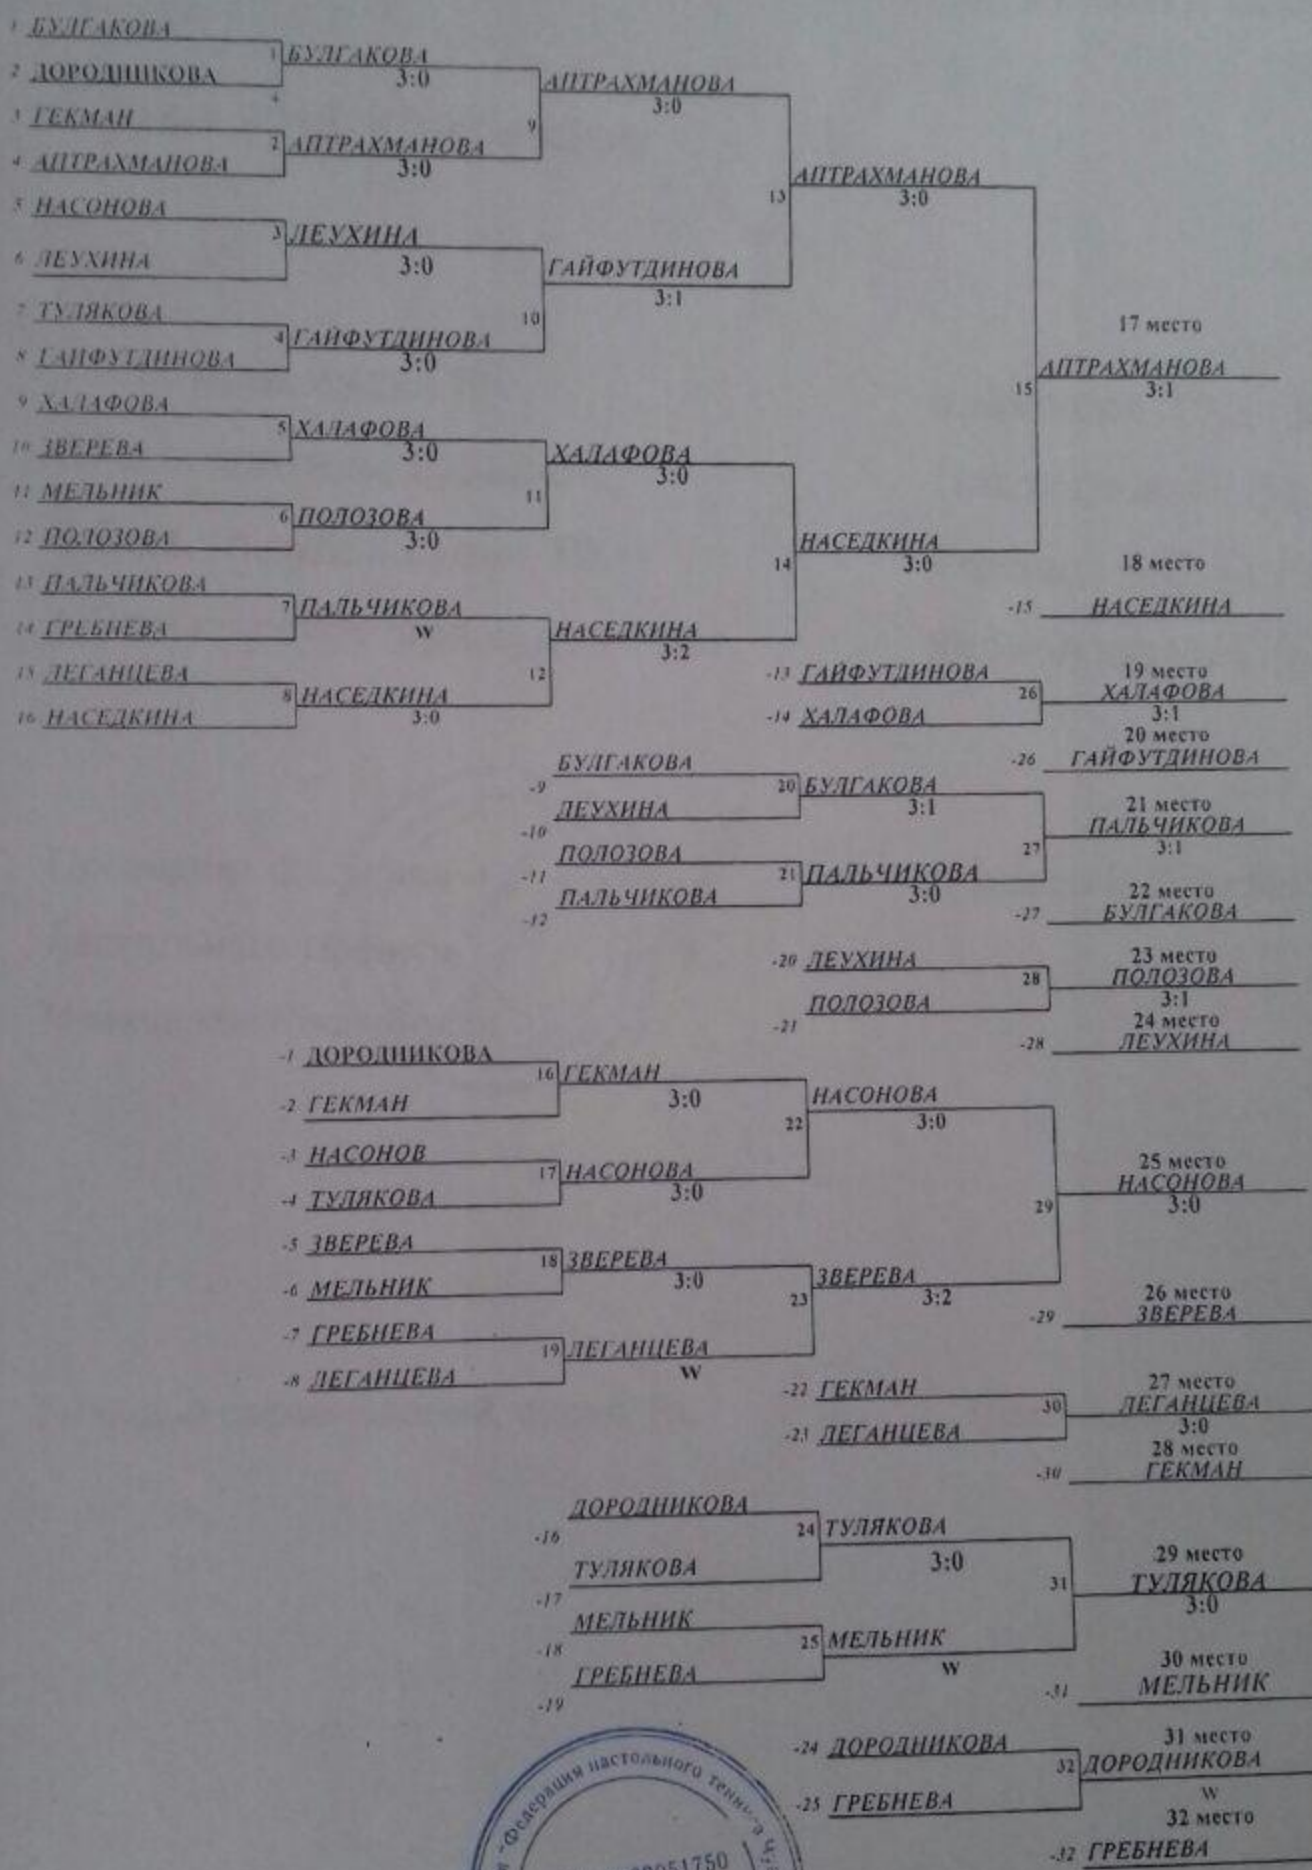 1 БУЛГАКОВА
1 БУЛГАКОВА
2 ДОРОДНИКОВА
3:0
АПТРАХМАНОВА
3:0
9
3 ГЕКМАН
2 АПТРАХМАНОВА
4 АПТРАХМАНОВА
3:0
13 АПТРАХМАНОВА
3:0
5 НАСОНОВА
3 ЛЕУХИНА
6 ЛЕУХИНА
3:0
ГАЙФУТДИНОВА
3:1
10
7 ТУЛЯКОВА
4 ГАЙФУТДИНОВА
8 ГАЙФУТДИНОВА
3:0
17 место
15 АПТРАХМАНОВА
3:1
9 ХАЛАФОВА
5 ХАЛАФОВА
10 ЗВЕРЕВА
3:0
ХАЛАФОВА
3:0
11
11 МЕЛЬНИК
6 ПОЛОЗОВА
12 ПОЛОЗОВА
3:0
14 НАСЕДКИНА
3:0
18 место
-15 НАСЕДКИНА
13 ПАЛЬЧИКОВА
7 ПАЛЬЧИКОВА
14 ГРЕБНЕВА
W
НАСЕДКИНА
3:2
12
15 ЛЕГАНЦЕВА
8 НАСЕДКИНА
16 НАСЕДКИНА
3:0
-13 ГАЙФУТДИНОВА
19 место
26 ХАЛАФОВА
-14 ХАЛАФОВА
3:1
20 место
-26 ГАЙФУТДИНОВА
БУЛГАКОВА
-9
20 БУЛГАКОВА
3:1
ЛЕУХИНА
-10
21 место
ПАЛЬЧИКОВА
3:1
27
ПОЛОЗОВА
-11
21 ПАЛЬЧИКОВА
3:0
ПАЛЬЧИКОВА
-12
22 место
-27 БУЛГАКОВА
-20 ЛЕУХИНА
23 место
28 ПОЛОЗОВА
3:1
ПОЛОЗОВА
-21
24 место
-28 ЛЕУХИНА
-1 ДОРОДНИКОВА
16 ГЕКМАН
3:0
-2 ГЕКМАН
НАСОНОВА
3:0
22
-3 НАСОНОВ
17 НАСОНОВА
3:0
-4 ТУЛЯКОВА
25 место
НАСОНОВА
3:0
29
-5 ЗВЕРЕВА
18 ЗВЕРЕВА
3:0
-6 МЕЛЬНИК
ЗВЕРЕВА
3:2
23
26 место
-29 ЗВЕРЕВА
-7 ГРЕБНЕВА
19 ЛЕГАНЦЕВА
W
-8 ЛЕГАНЦЕВА
-22 ГЕКМАН
27 место
30 ЛЕГАНЦЕВА
3:0
-23 ЛЕГАНЦЕВА
28 место
-30 ГЕКМАН
ДОРОДНИКОВА
-16
24 ТУЛЯКОВА
3:0
ТУЛЯКОВА
-17
29 место
31 ТУЛЯКОВА
3:0
МЕЛЬНИК
-18
25 МЕЛЬНИК
W
ГРЕБНЕВА
-19
30 место
-31 МЕЛЬНИК
-24 ДОРОДНИКОВА
31 место
32 ДОРОДНИКОВА
W
-25 ГРЕБНЕВА
32 место
-32 ГРЕБНЕВА
"Федерация настольного